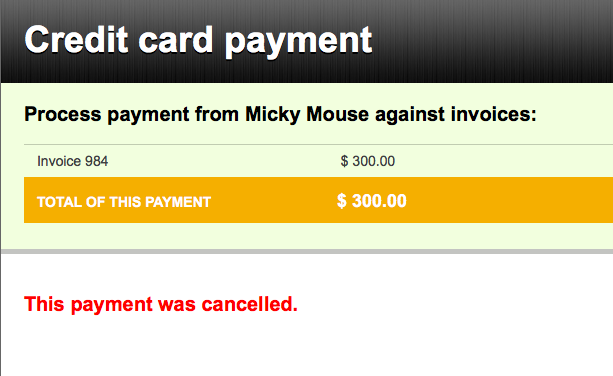 Credit card payment
Process payment from Micky Mouse against invoices:
Invoice 984 $ 300.00
TOTAL OF THIS PAYMENT $ 300.00
This payment was cancelled.